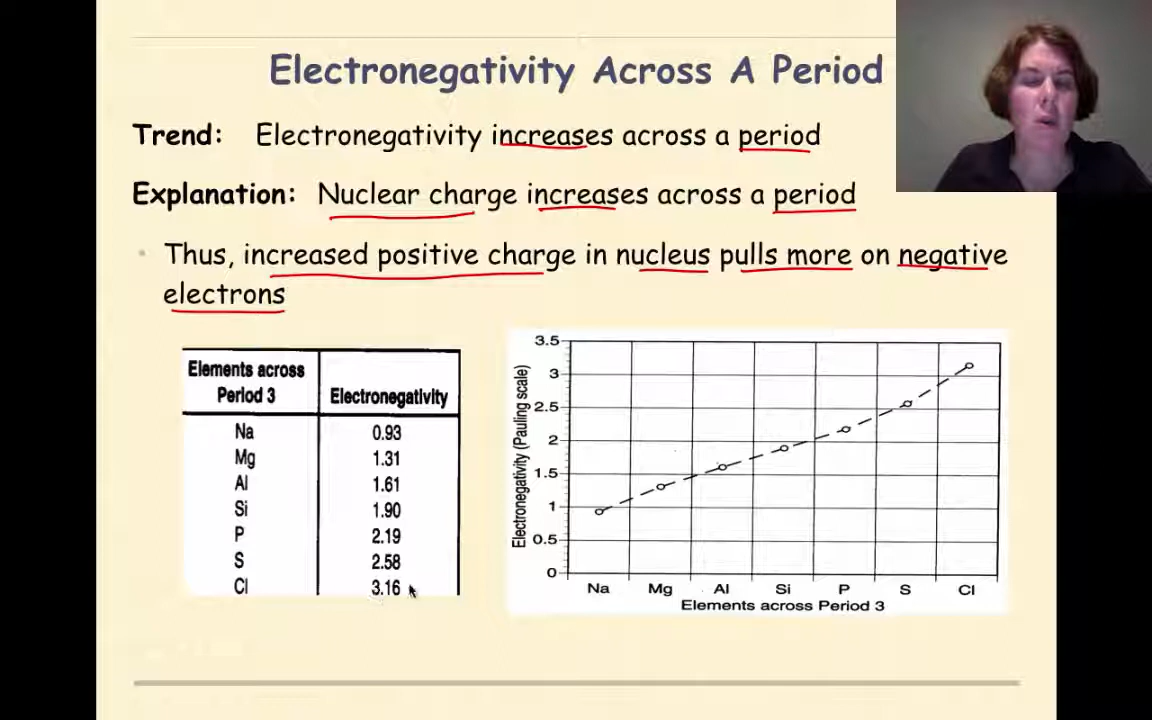 Electronegativity Across A Period
Trend: Electronegativity increases across a period
Explanation: Nuclear charge increases across a period
• Thus, increased positive charge in nucleus pulls more on negative
electrons
Elements across
Period 3
Electronegativity
Na 0.93
Mg 1.31
Al 1.61
Si 1.90
P 2.19
S 2.58
Cl 3.16
Electronegativity (Pauling scale)
3.5
3
2.5
2
1.5
1
0.5
0
Na Mg Al Si P S Cl
Elements across Period 3